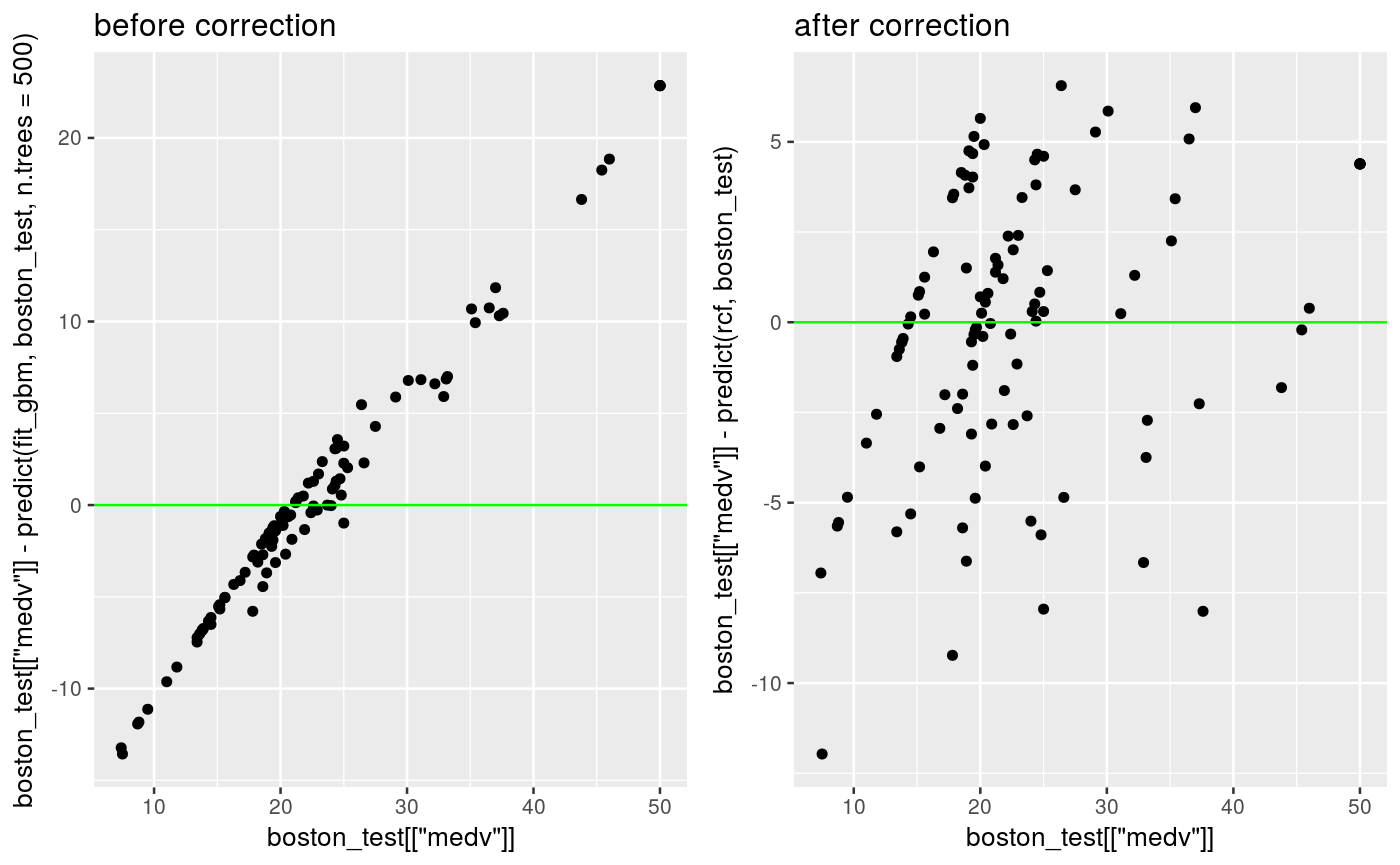 before correction
boston_test[["medv"]] - predict(fit_gbm, boston_test, n.trees = 500)
20
10
0
-10
10 20 30 40 50
boston_test[["medv"]]
after correction
boston_test[["medv"]] - predict(rcf, boston_test)
5
0
-5
-10
10 20 30 40 50
boston_test[["medv"]]